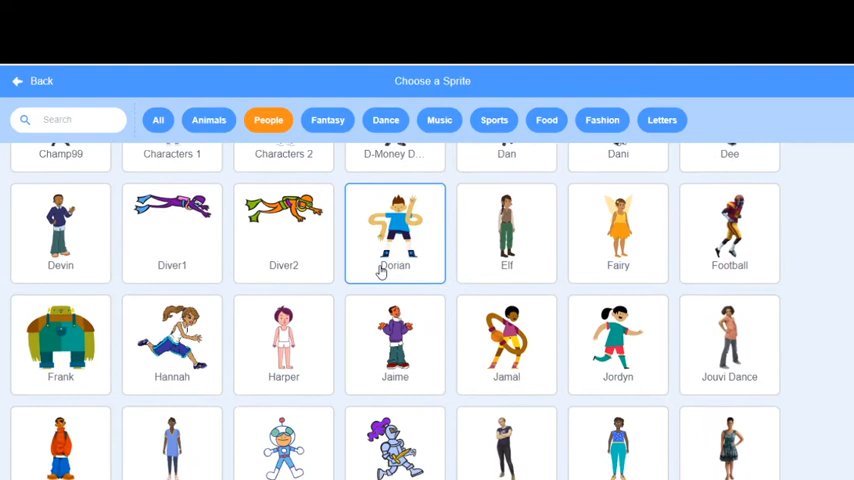 Back
Choose a Sprite
Search
All Animals People Fantasy Dance Music Sports Food Fashion Letters
Champ99 Characters 1 Characters 2 D-Money D... Dan Dani Dee
Devin Diver1 Diver2 Dorian Elf Fairy Football
Frank Hannah Harper Jaime Jamal Jordyn Jouvi Dance